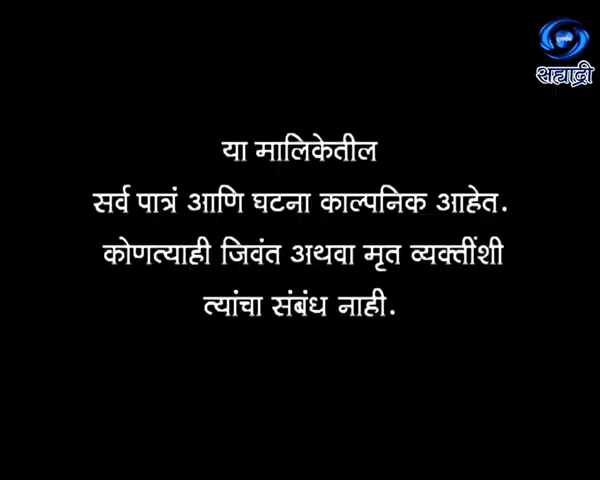 सह्याद्री
या मालिकेतील
सर्व पात्रं आणि घटना काल्पनिक आहेत.
कोणत्याही जिवंत अथवा मृत व्यक्तींशी
त्यांचा संबंध नाही.